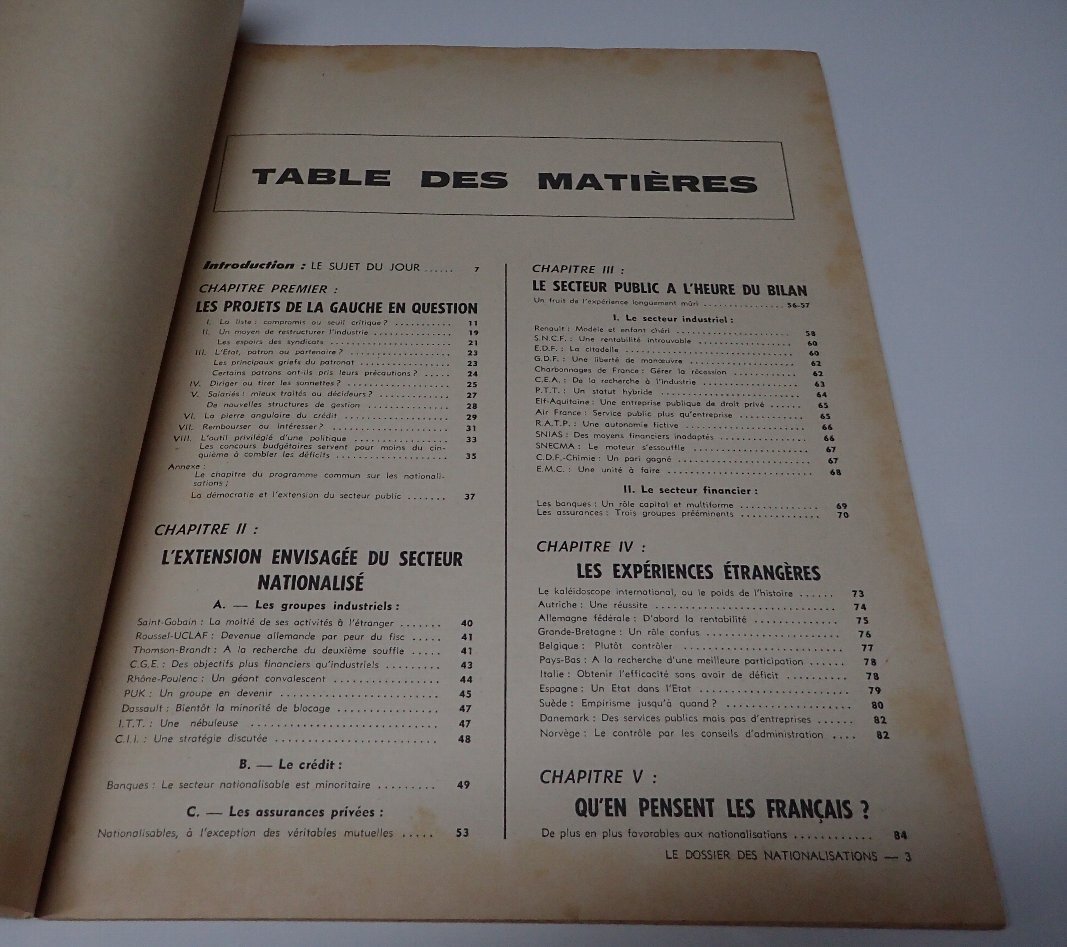 TABLE DES MATIÈRES
Introduction : LE SUJET DU JOUR ...... 7
CHAPITRE PREMIER :
LES PROJETS DE LA GAUCHE EN QUESTION
I. La liste : compromis ou seuil critique ? ........... 11
II. Un moyen de restructurer l'industrie ............... 19
Les espoirs des syndicats ............... 21
III. L'Etat, patron ou partenaire ? ............... 23
Les principaux griefs du patronat ............... 23
Certains patrons ont-ils pris leurs précautions ? ...... 24
IV. Diriger ou tirer les sonnettes ? ............... 25
V. Salariés : mieux traités ou décideurs ? ............ 27
De nouvelles structures de gestion ............... 28
VI. La pierre angulaire du crédit ............... 29
VII. Rembourser ou intéresser ? ............... 31
VIII. L'outil privilégié d'une politique ............... 33
Les concours budgétaires servent pour moins du cin-
quième à combler les déficits ............... 35
Annexe :
Le chapitre du programme commun sur les nationali-
sations ;
La démocratie et l'extension du secteur public ....... 37
CHAPITRE II :
L'EXTENSION ENVISAGÉE DU SECTEUR
NATIONALISÉ
A. — Les groupes industriels :
Saint-Gobain : La moitié de ses activités à l'étranger ....... 40
Roussel-UCLAF : Devenue allemande par peur du fisc ..... 41
Thomson-Brandt : A la recherche du deuxième souffle ..... 41
C.G.E. : Des objectifs plus financiers qu'industriels ......... 43
Rhône-Poulenc : Un géant convalescent ............... 44
PUK : Un groupe en devenir ..................... 45
Dassault : Bientôt la minorité de blocage ............... 47
I.T.T. : Une nébuleuse ........................... 47
C.I.I. : Une stratégie discutée ......................... 48
B. — Le crédit :
Banques : Le secteur nationalisable est minoritaire ......... 49
C. — Les assurances privées :
Nationalisables, à l'exception des véritables mutuelles ..... 53
CHAPITRE III :
LE SECTEUR PUBLIC A L'HEURE DU BILAN
Un fruit de l'expérience longuement mûri ............... 56-57
I. Le secteur industriel :
Renault : Modèle et enfant chéri ..................... 58
S.N.C.F. : Une rentabilité introuvable ............... 60
E.D.F. : La citadelle ........................... 60
G.D.F. : Une liberté de manœuvre ..................... 62
Charbonnages de France : Gérer la récession ............ 62
C.E.A. : De la recherche à l'industrie ............... 63
P.T.T. : Un statut hybride ..................... 64
Elf-Aquitaine : Une entreprise publique de droit privé ...... 65
Air France : Service public plus qu'entreprise ............ 65
R.A.T.P. : Une autonomie fictive ..................... 66
SNIAS : Des moyens financiers inadaptés ............... 66
SNECMA : Le moteur s'essouffle ..................... 67
C.D.F.-Chimie : Un pari gagné ..................... 67
E.M.C. : Une unité à faire ..................... 68
II. Le secteur financier :
Les banques : Un rôle capital et multiforme ............... 69
Les assurances : Trois groupes prééminents ............... 70
CHAPITRE IV :
LES EXPÉRIENCES ÉTRANGÈRES
Le kaléidoscope international, ou le poids de l'histoire ...... 73
Autriche : Une réussite ........................... 74
Allemagne fédérale : D'abord la rentabilité ............... 75
Grande-Bretagne : Un rôle confus ..................... 76
Belgique : Plutôt contrôler ..................... 77
Pays-Bas : A la recherche d'une meilleure participation ...... 78
Italie : Obtenir l'efficacité sans avoir de déficit ............ 78
Espagne : Un Etat dans l'Etat ..................... 79
Suède : Empirisme jusqu'à quand ? ..................... 80
Danemark : Des services publics mais pas d'entreprises ...... 82
Norvège : Le contrôle par les conseils d'administration .... 82
CHAPITRE V :
QU'EN PENSENT LES FRANÇAIS ?
De plus en plus favorables aux nationalisations ............ 84
LE DOSSIER DES NATIONALISATIONS — 3